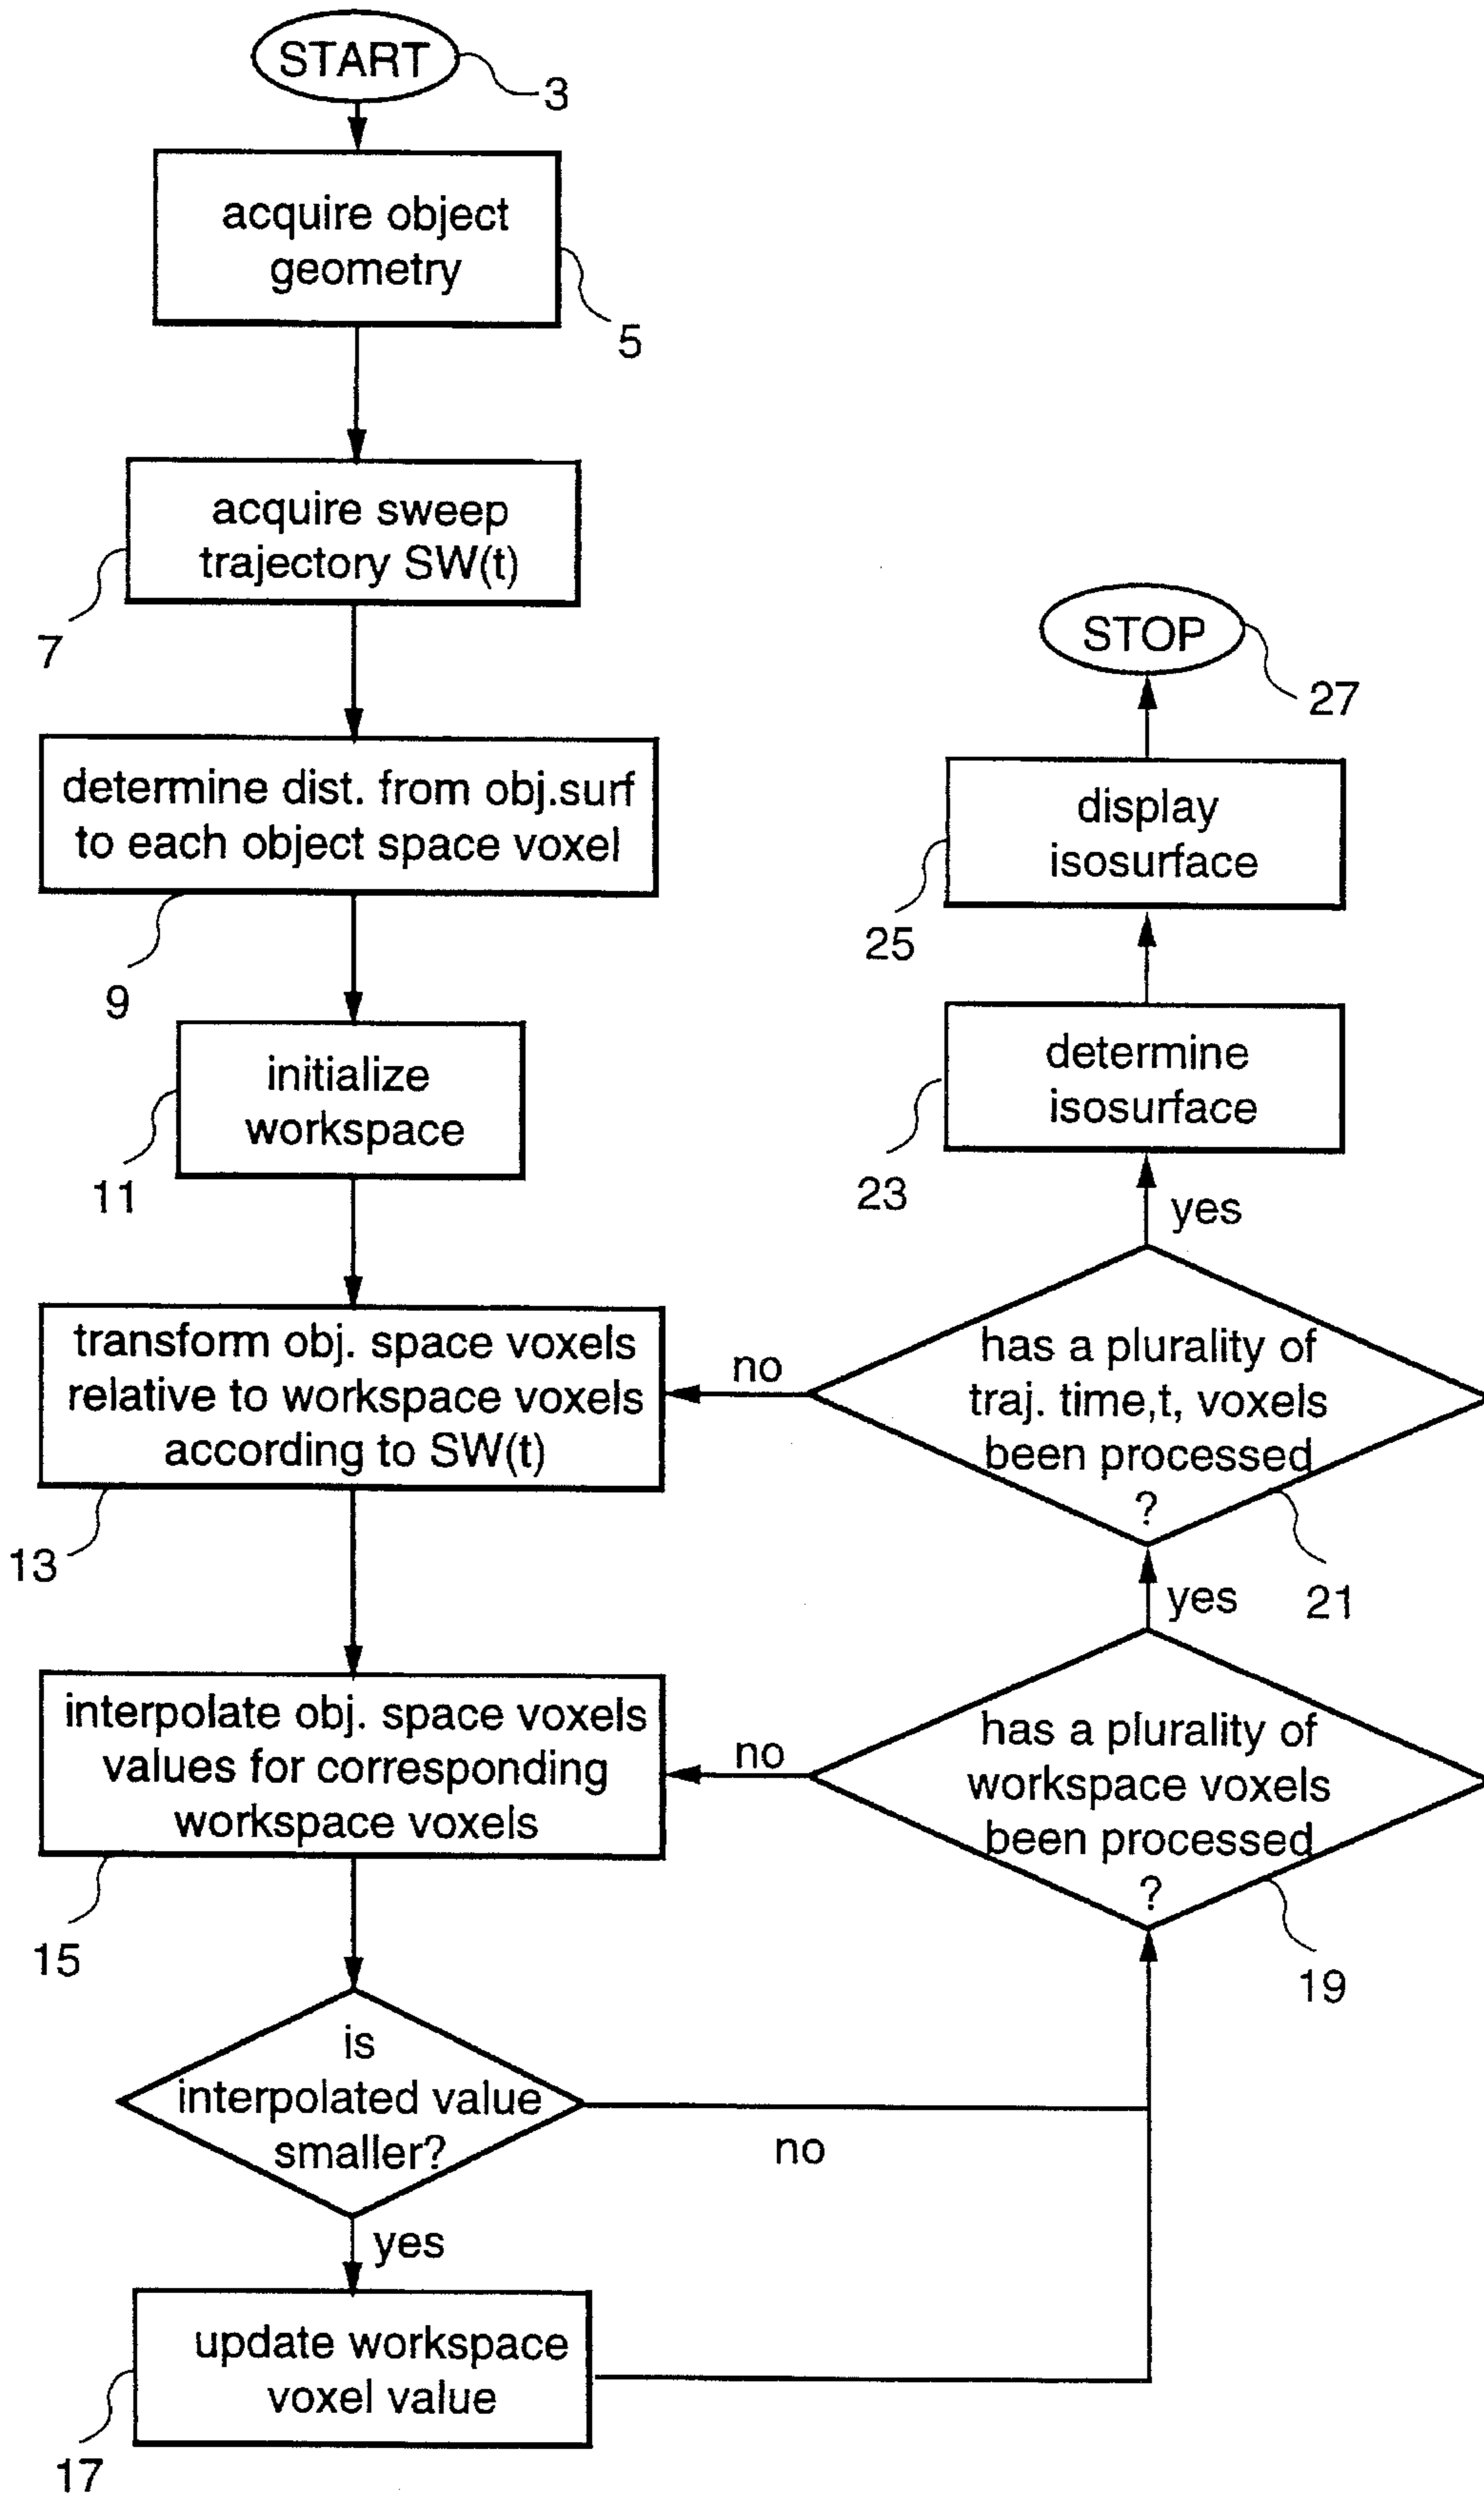 START
3
acquire object
geometry
5
acquire sweep
trajectory SW(t)
7
determine dist. from obj.surf
to each object space voxel
9
initialize
workspace
11
transform obj. space voxels
relative to workspace voxels
according to SW(t)
13
interpolate obj. space voxels
values for corresponding
workspace voxels
15
is
interpolated value
smaller?
no
yes
update workspace
voxel value
17
has a plurality of
workspace voxels
been processed
?
19
no
yes
has a plurality of
traj. time,t, voxels
been processed
?
21
no
yes
determine
isosurface
23
display
isosurface
25
STOP
27